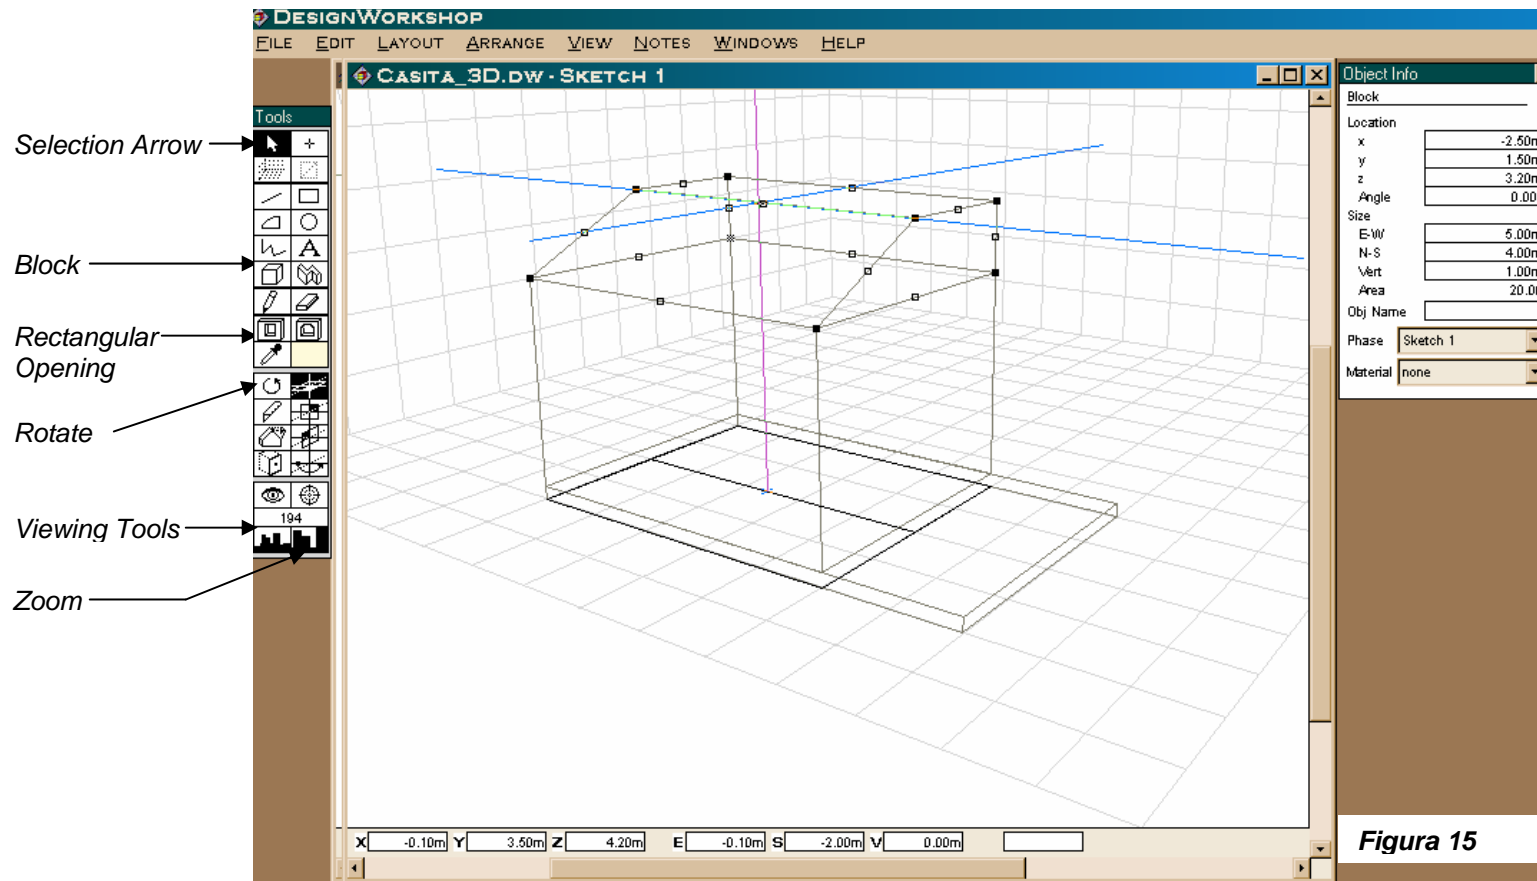 DESIGNWORKSHOP
FILE EDIT LAYOUT ARRANGE VIEW NOTES WINDOWS HELP
CASITA_3D.DW - SKETCH 1
Tools
Selection Arrow
Block
Rectangular
Opening
Rotate
Viewing Tools
Zoom
A
194
Object Info
Block
Location
x -2.50m
y 1.50m
z 3.20m
Angle 0.00
Size
E-W 5.00m
N-S 4.00m
Vert 1.00m
Area 20.0
Obj Name
Phase Sketch 1
Material none
X -0.10m Y 3.50m Z 4.20m E -0.10m S -2.00m V 0.00m
Figura 15